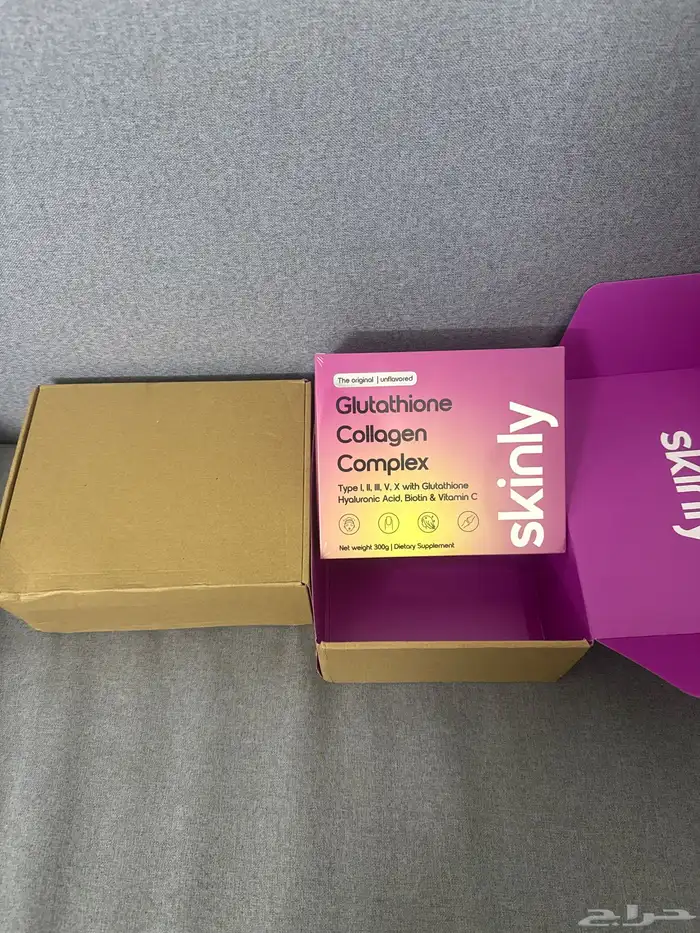 The original | unflavored
Glutathione
Collagen
Complex
Type I, II, III, V, X with Glutathione
Hyaluronic Acid, Biotin & Vitamin C
Net weight 300g | Dietary Supplement
skinly
skinly
حراج